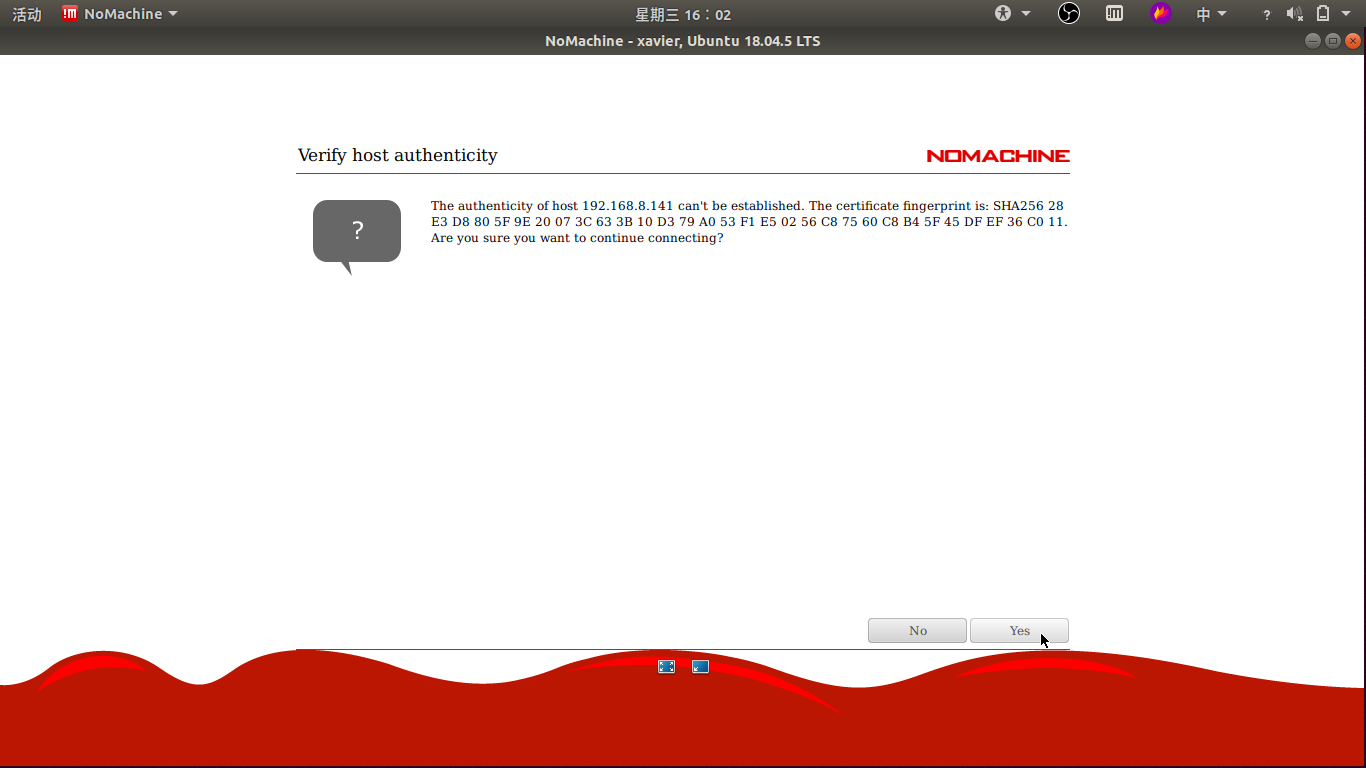 活动 NoMachine 星期三 16：02 中 ?
NoMachine - xavier, Ubuntu 18.04.5 LTS
Verify host authenticity
NOMACHINE
?
The authenticity of host 192.168.8.141 can't be established. The certificate fingerprint is: SHA256 28
E3 D8 80 5F 9E 20 07 3C 63 3B 10 D3 79 A0 53 F1 E5 02 56 C8 75 60 C8 B4 5F 45 DF EF 36 C0 11.
Are you sure you want to continue connecting?
No
Yes